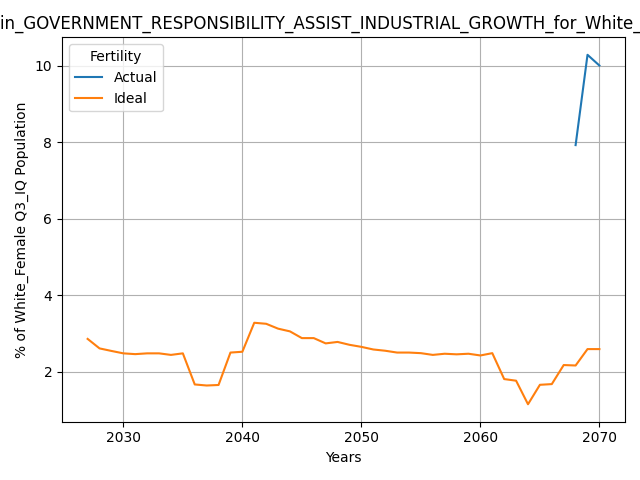 in_GOVERNMENT_RESPONSIBILITY_ASSIST_INDUSTRIAL_GROWTH_for_White_
Fertility
Actual
Ideal
% of White_Female Q3_IQ Population
10
8
6
4
2
2030 2040 2050 2060 2070
Years